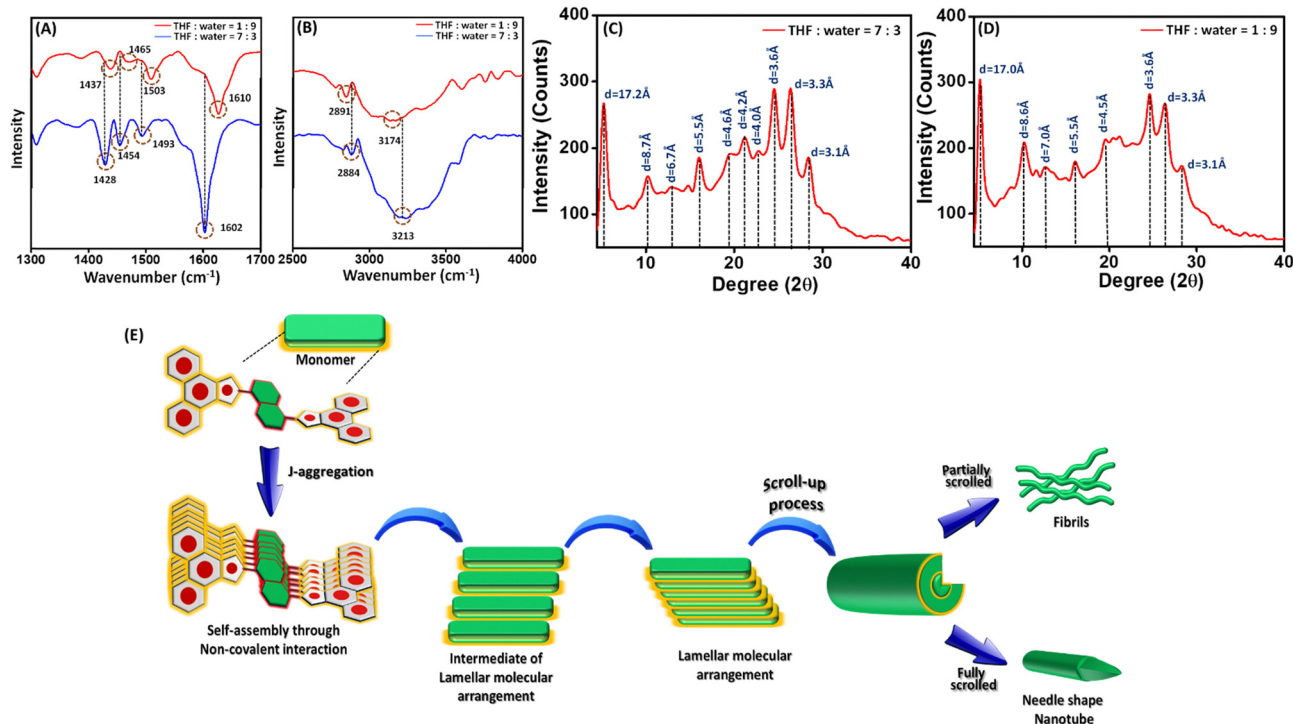 (A)
THF : water = 1 : 9
THF : water = 7 : 3
1437
1465
1503
1610
1428
1454
1493
1602
Intensity
1300 1400 1500 1600 1700
Wavenumber (cm⁻¹)
(B)
THF : water = 1 : 9
THF : water = 7 : 3
2891
3174
2884
3213
Intensity
2500 3000 3500 4000
Wavenumber (cm⁻¹)
(C)
THF : water = 7 : 3
400
300
200
100
Intensity (Counts)
d=17.2Å
d=8.7Å
d=6.7Å
d=5.5Å
d=4.6Å
d=4.2Å
d=4.0Å
d=3.6Å
d=3.3Å
d=3.1Å
10 20 30 40
Degree (2θ)
(D)
THF : water = 1 : 9
400
300
200
100
Intensity (Counts)
d=17.0Å
d=8.6Å
d=7.0Å
d=5.5Å
d=4.5Å
d=3.6Å
d=3.3Å
d=3.1Å
10 20 30 40
Degree (2θ)
(E)
Monomer
J-aggregation
Self-assembly through
Non-covalent interaction
Intermediate of
Lamellar molecular
arrangement
Lamellar molecular
arrangement
Scroll-up
process
Partially
scrolled
Fibrils
Fully
scrolled
Needle shape
Nanotube